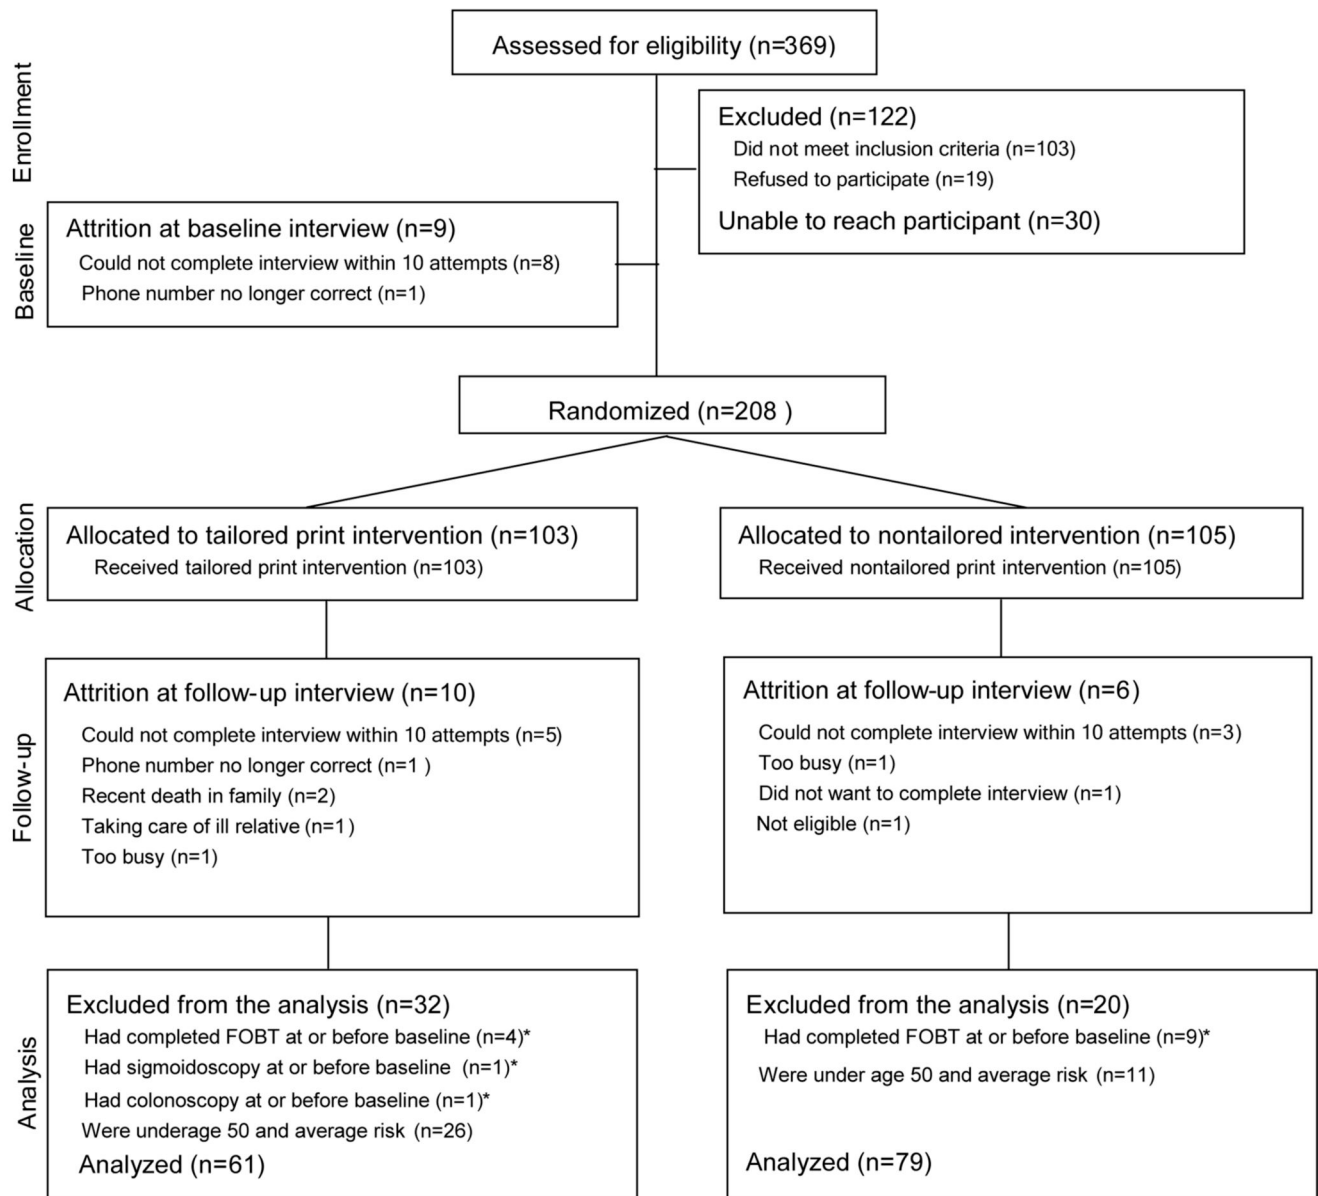 Assessed for eligibility (n=369)
Enrollment
Excluded (n=122)
Did not meet inclusion criteria (n=103)
Refused to participate (n=19)
Unable to reach participant (n=30)
Baseline
Attrition at baseline interview (n=9)
Could not complete interview within 10 attempts (n=8)
Phone number no longer correct (n=1)
Randomized (n=208 )
Allocation
Allocated to tailored print intervention (n=103)
Received tailored print intervention (n=103)
Allocated to nontailored intervention (n=105)
Received nontailored print intervention (n=105)
Follow-up
Attrition at follow-up interview (n=10)
Could not complete interview within 10 attempts (n=5)
Phone number no longer correct (n=1 )
Recent death in family (n=2)
Taking care of ill relative (n=1)
Too busy (n=1)
Attrition at follow-up interview (n=6)
Could not complete interview within 10 attempts (n=3)
Too busy (n=1)
Did not want to complete interview (n=1)
Not eligible (n=1)
Analysis
Excluded from the analysis (n=32)
Had completed FOBT at or before baseline (n=4)*
Had sigmoidoscopy at or before baseline (n=1)*
Had colonoscopy at or before baseline (n=1)*
Were underage 50 and average risk (n=26)
Analyzed (n=61)
Excluded from the analysis (n=20)
Had completed FOBT at or before baseline (n=9)*
Were under age 50 and average risk (n=11)
Analyzed (n=79)